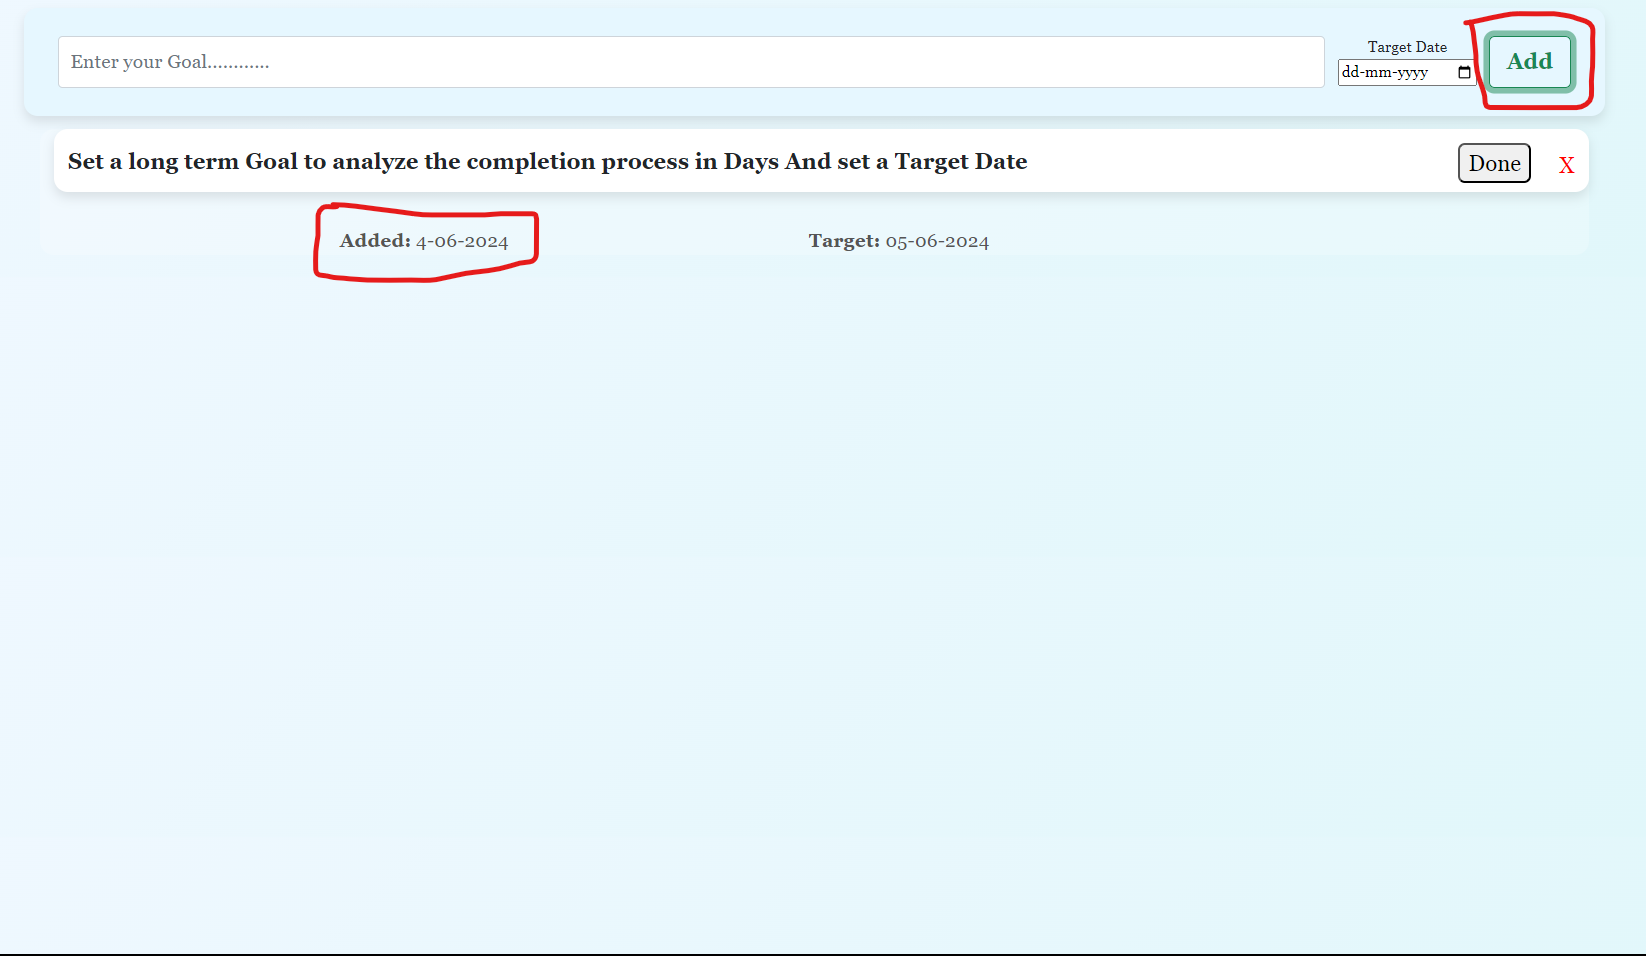 Target Date
Enter your Goal............
dd-mm-yyyy
Add
Set a long term Goal to analyze the completion process in Days And set a Target Date
Done
X
Added: 4-06-2024
Target: 05-06-2024